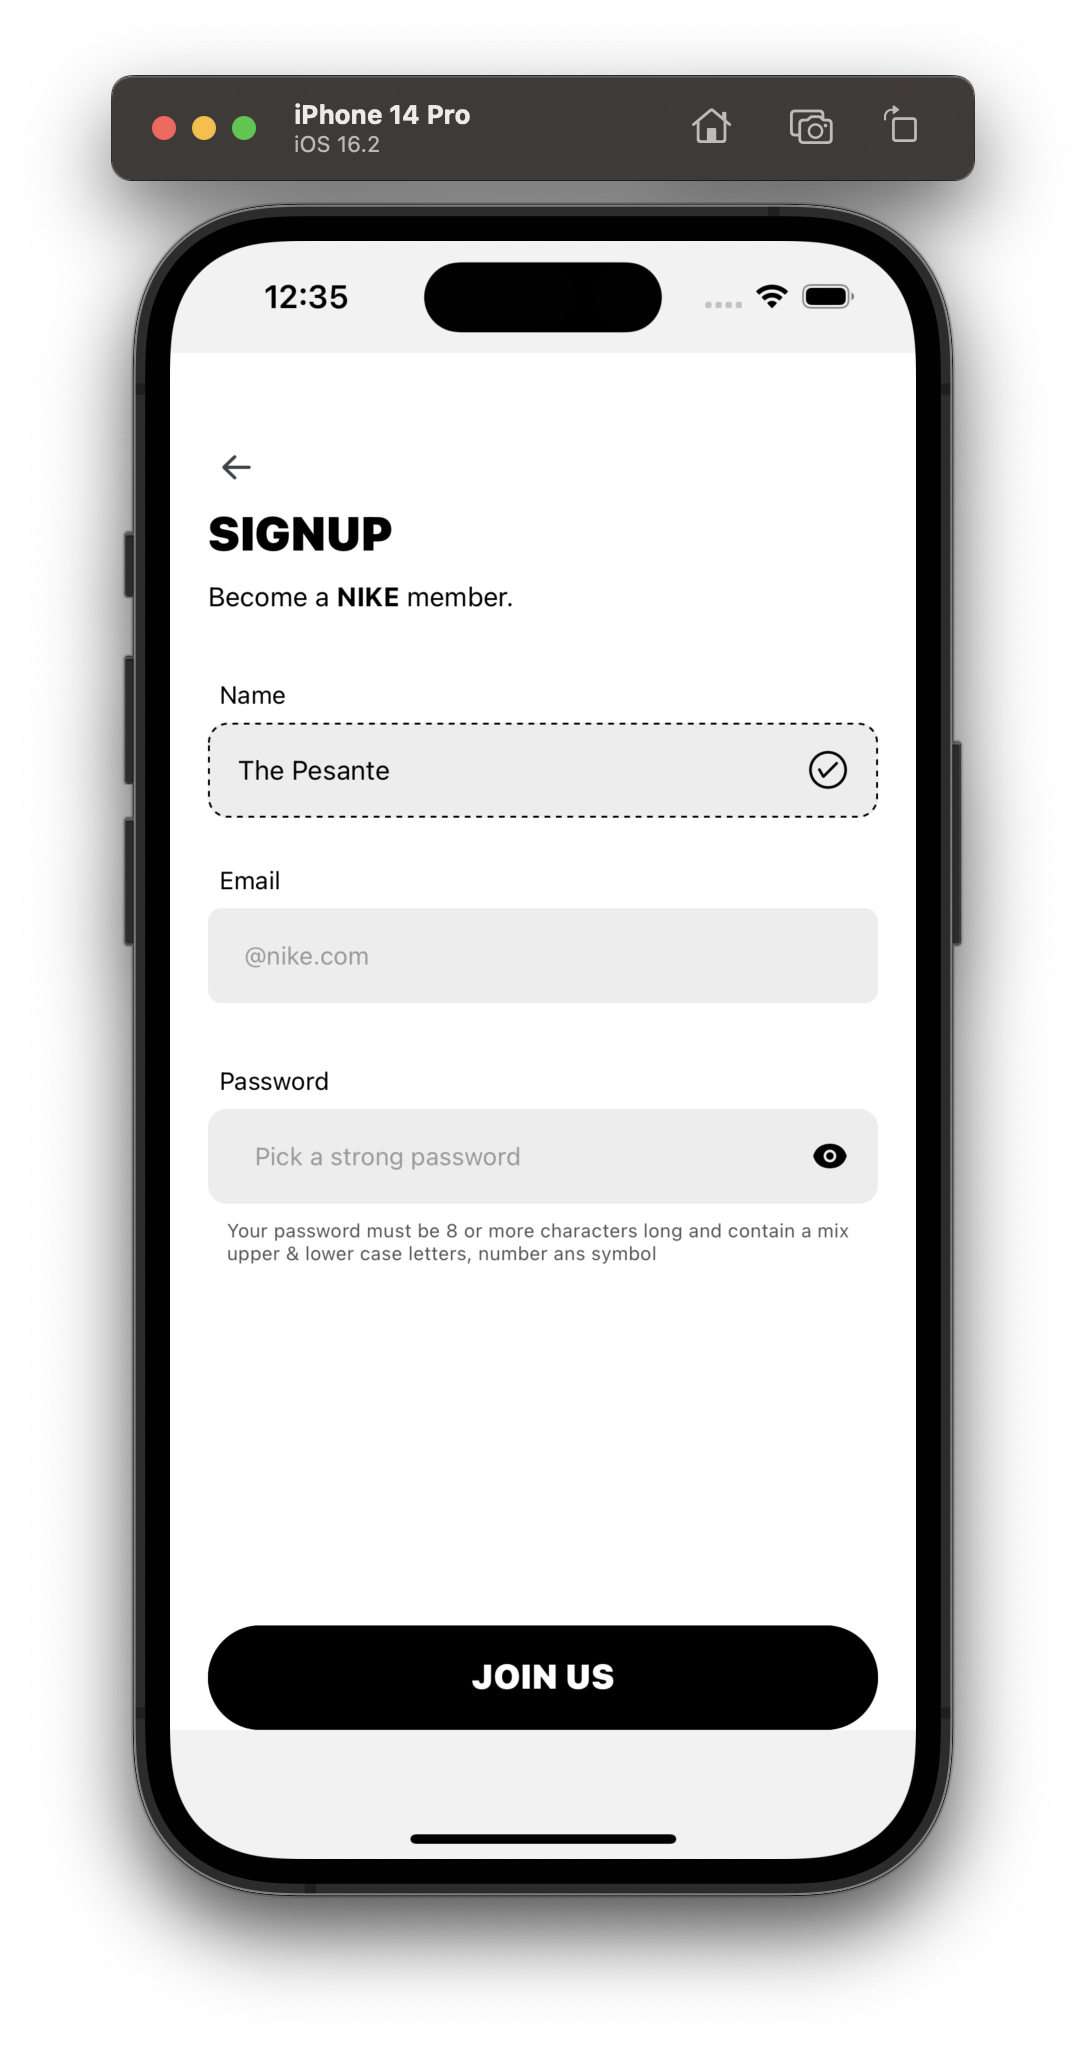 iPhone 14 Pro
iOS 16.2
12:35
SIGNUP
Become a NIKE member.
Name
The Pesante
Email
@nike.com
Password
Pick a strong password
Your password must be 8 or more characters long and contain a mix
upper & lower case letters, number ans symbol
JOIN US